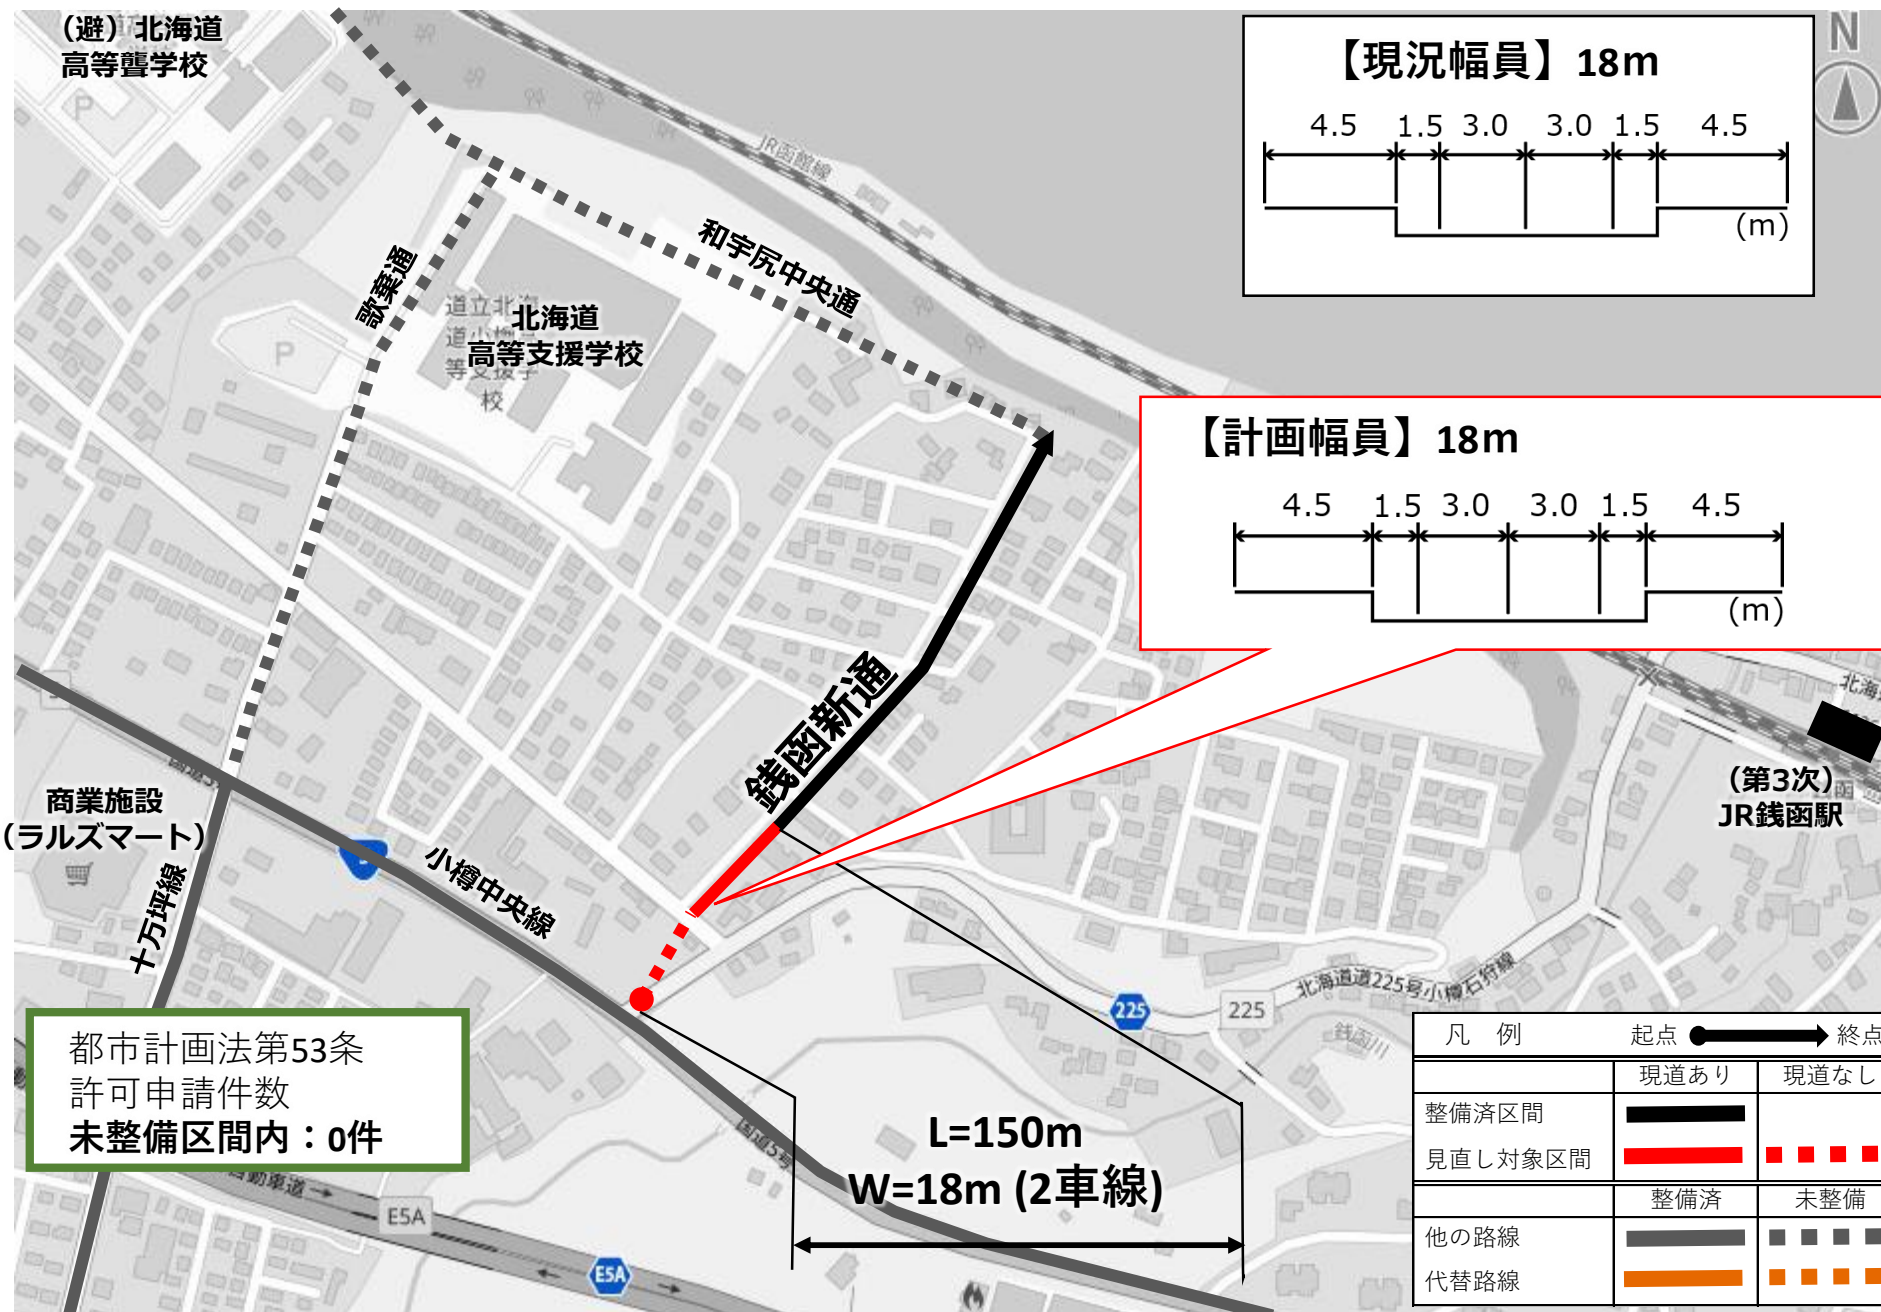 （避）北海道
高等聾学校
P
JR函館線
【現況幅員】18m
4.5 1.5 3.0 3.0 1.5 4.5
(m)
N
和宇尻中央通
歌棄通
P
北海道
高等支援学校
【計画幅員】18m
4.5 1.5 3.0 3.0 1.5 4.5
(m)
銭函新通
商業施設
（ラルズマート）
小樽中央線
十万坪線
（第3次）
JR銭函駅
225
225
北海道道225号小樽石狩線
銭函川
都市計画法第53条
許可申請件数
未整備区間内：0件
国道5号
L=150m
W=18m (2車線)
自動車道
E5A
E5A
凡　例 起点 終点
現道あり 現道なし
整備済区間
見直し対象区間
整備済 未整備
他の路線
代替路線